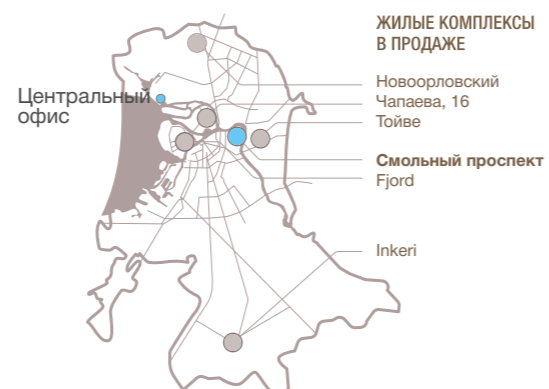 ЖИЛЫЕ КОМПЛЕКСЫ
В ПРОДАЖЕ
Центральный
офис
Новоорловский
Чапаева, 16
Тойве
Смольный проспект
Fjord
Inkeri